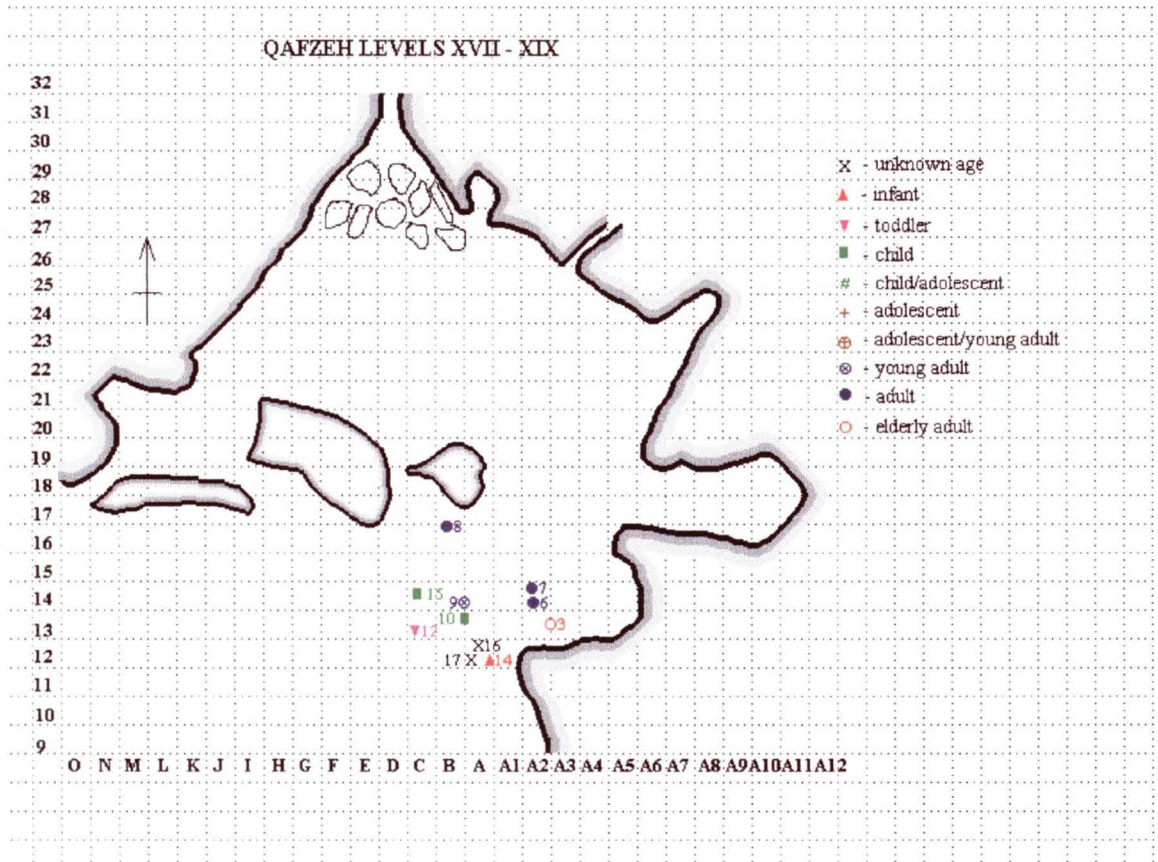 QAFZEH LEVELS XVII - XIX
32
31
30
29
28
27
26
25
24
23
22
21
20
19
18
17
16
15
14
13
12
11
10
9
X - unknown age
- infant
- toddler
- child
# - child/adolescent
+ - adolescent
- adolescent/young adult
- young adult
- adult
- elderly adult
8
7
9
6
10
3
12
X16
17 X
14
O N M L K J I H G F E D C B A A1 A2 A3 A4 A5 A6 A7 A8 A9 A10 A11 A12